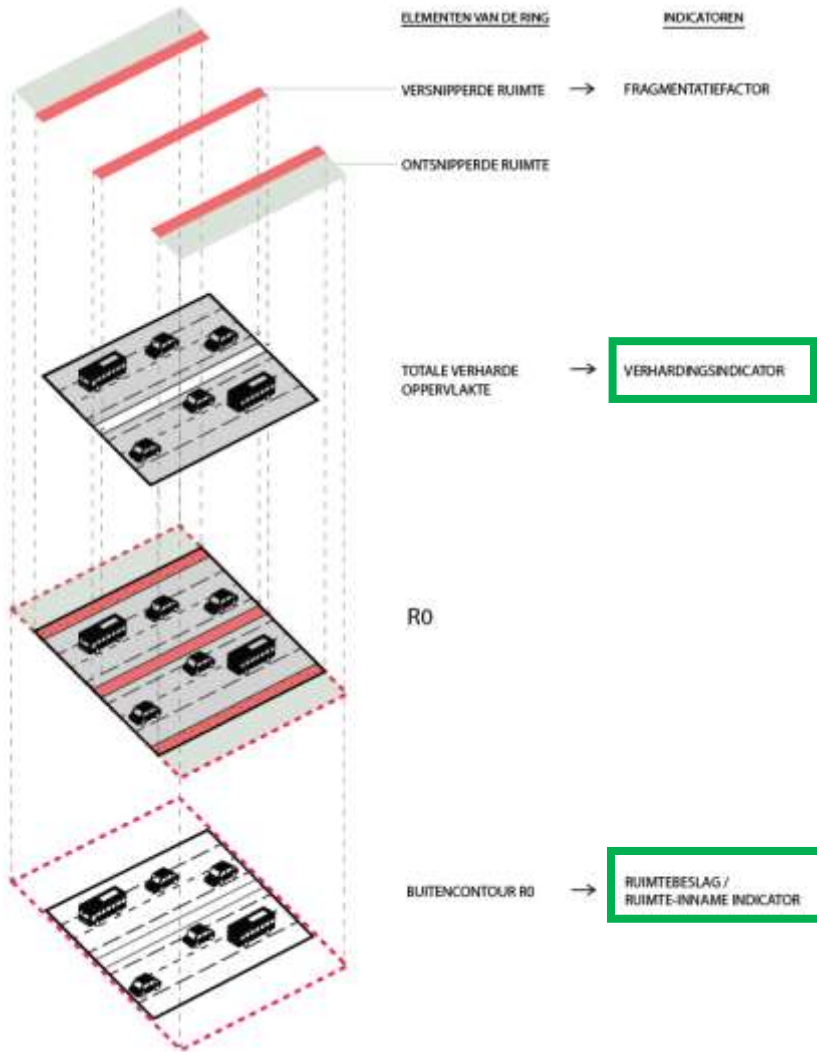 ELEMENTEN VAN DE RING
INDICATOREN
VERSNIPPERDE RUIMTE → FRAGMENTATIEFACTOR
ONTSNIPPERDE RUIMTE
TOTALE VERHARDE → VERHARDINGSINDICATOR
OPPERVLAKTE
R0
BUITENCONTOUR R0 → RUIMTEBESLAG /
RUIMTE-INNAME INDICATOR